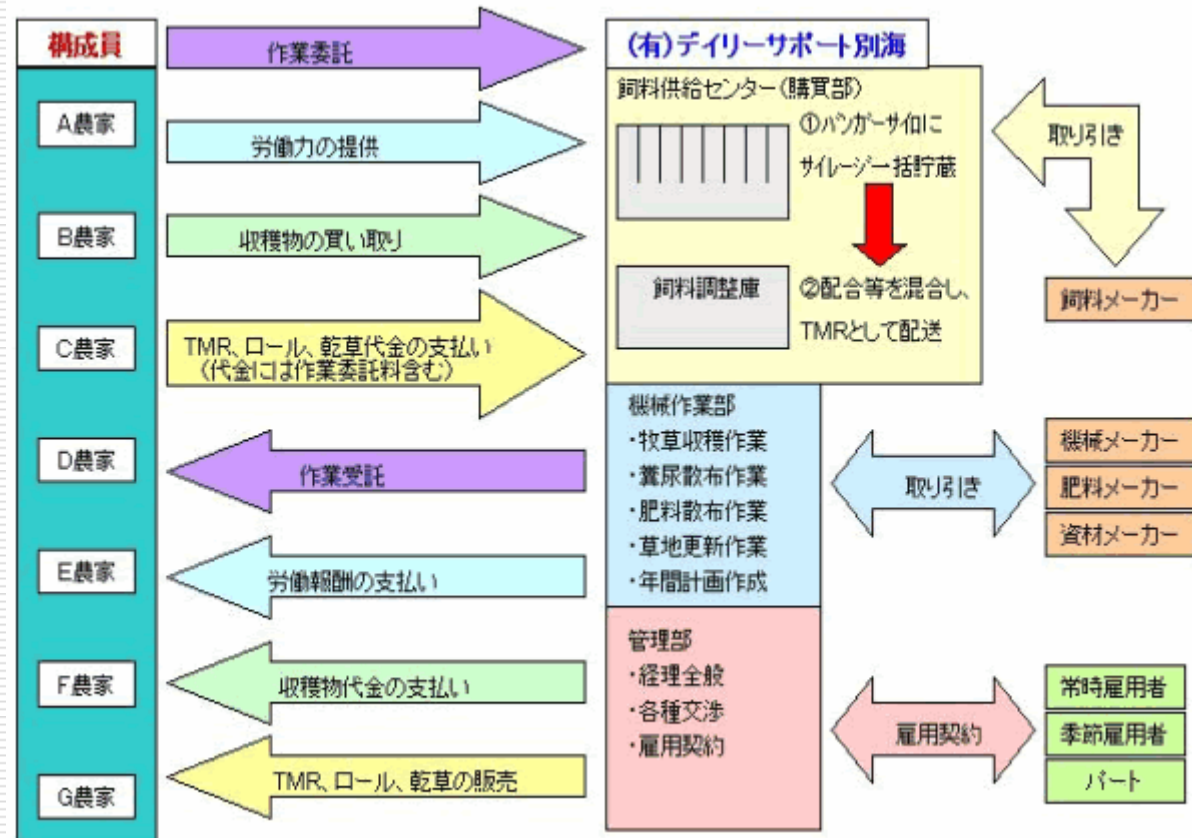 構成員
A農家
B農家
C農家
D農家
E農家
F農家
G農家
作業委託
労働力の提供
収穫物の買い取り
TMR、ロール、乾草代金の支払い
(代金には作業委託料含む)
作業受託
労働報酬の支払い
収穫物代金の支払い
TMR、ロール、乾草の販売
(有)デイリーサポート別海
飼料供給センター(購買部)
①バンガーサイロに
サイレージ一括貯蔵
飼料調整庫
②配合等を混合し、
TMRとして配送
機械作業部
・牧草収穫作業
・糞尿散布作業
・肥料散布作業
・草地更新作業
・年間計画作成
管理部
・経理全般
・各種交渉
・雇用契約
取り引き
飼料メーカー
取り引き
機械メーカー
肥料メーカー
資材メーカー
雇用契約
常時雇用者
季節雇用者
パート